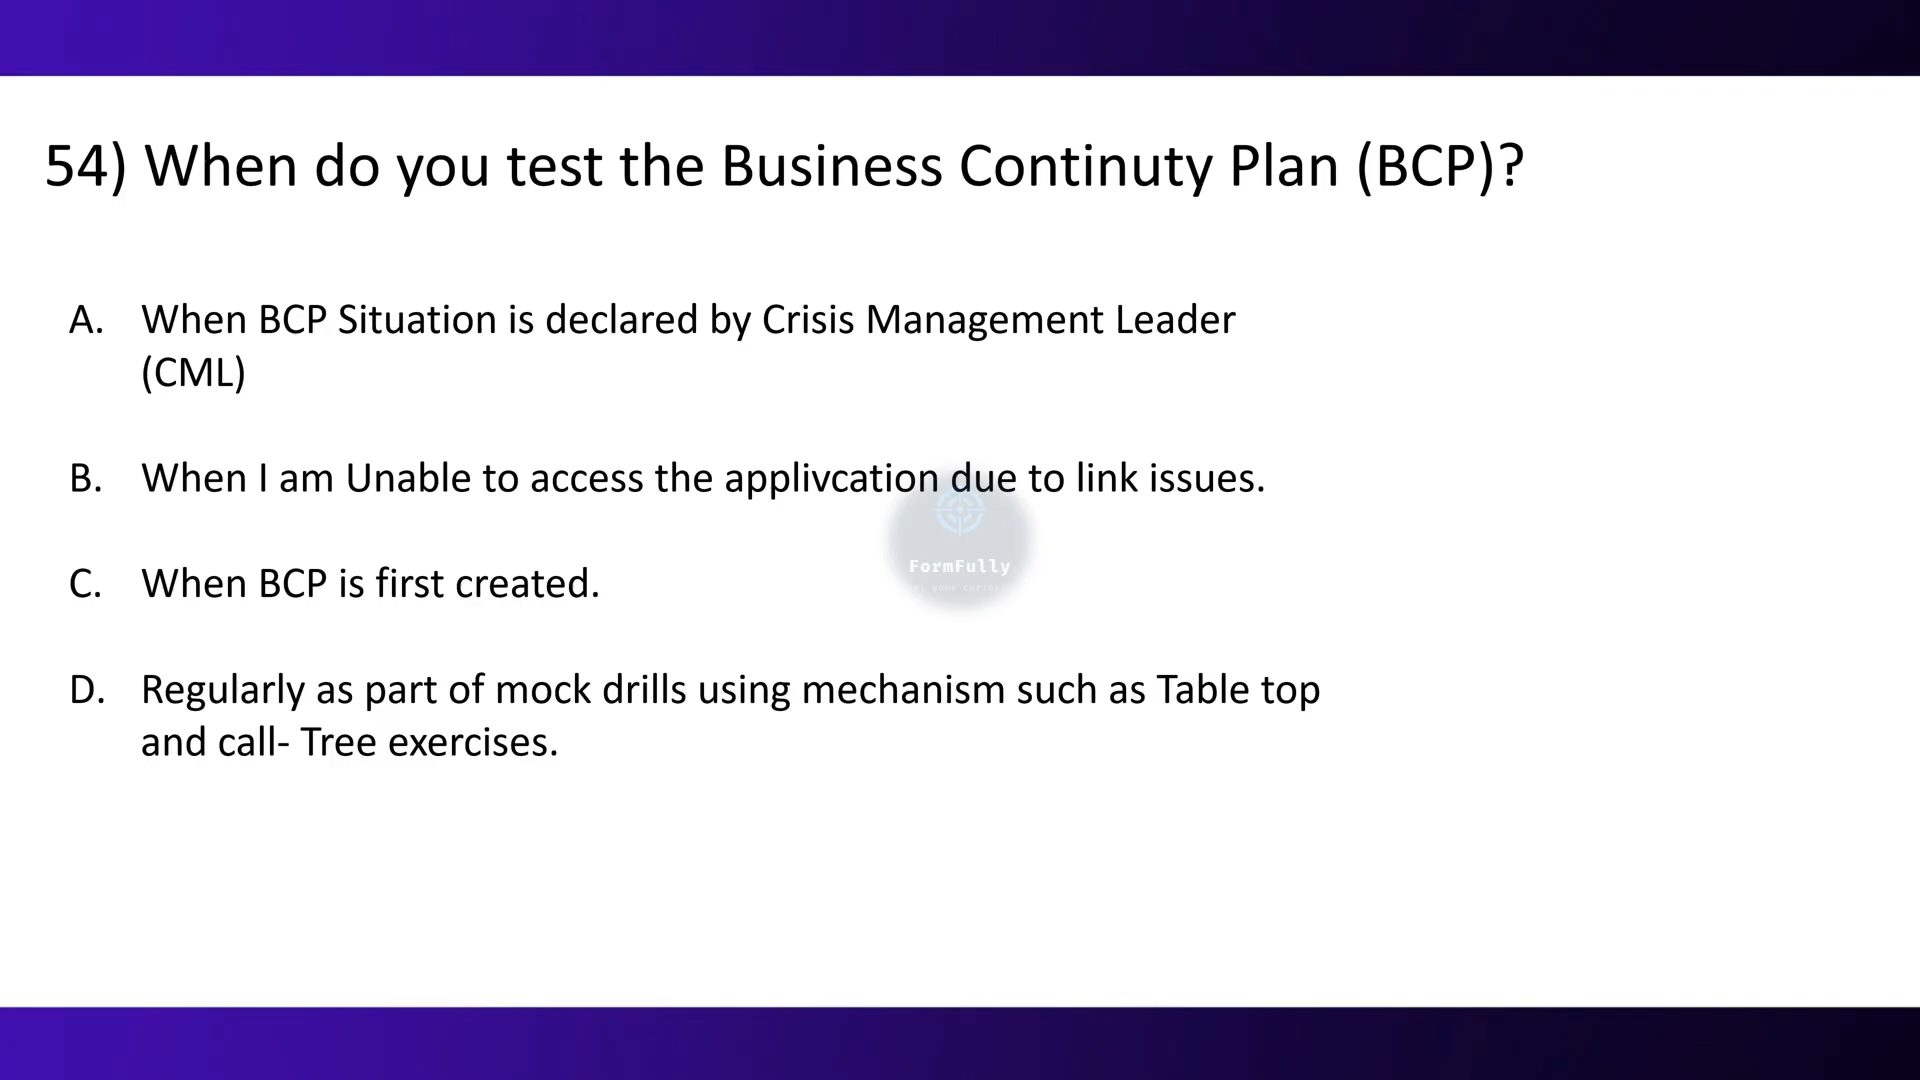 54) When do you test the Business Continuty Plan (BCP)?
A. When BCP Situation is declared by Crisis Management Leader
(CML)
B. When I am Unable to access the applivcation due to link issues.
FormFully
C. When BCP is first created.
D. Regularly as part of mock drills using mechanism such as Table top
and call- Tree exercises.